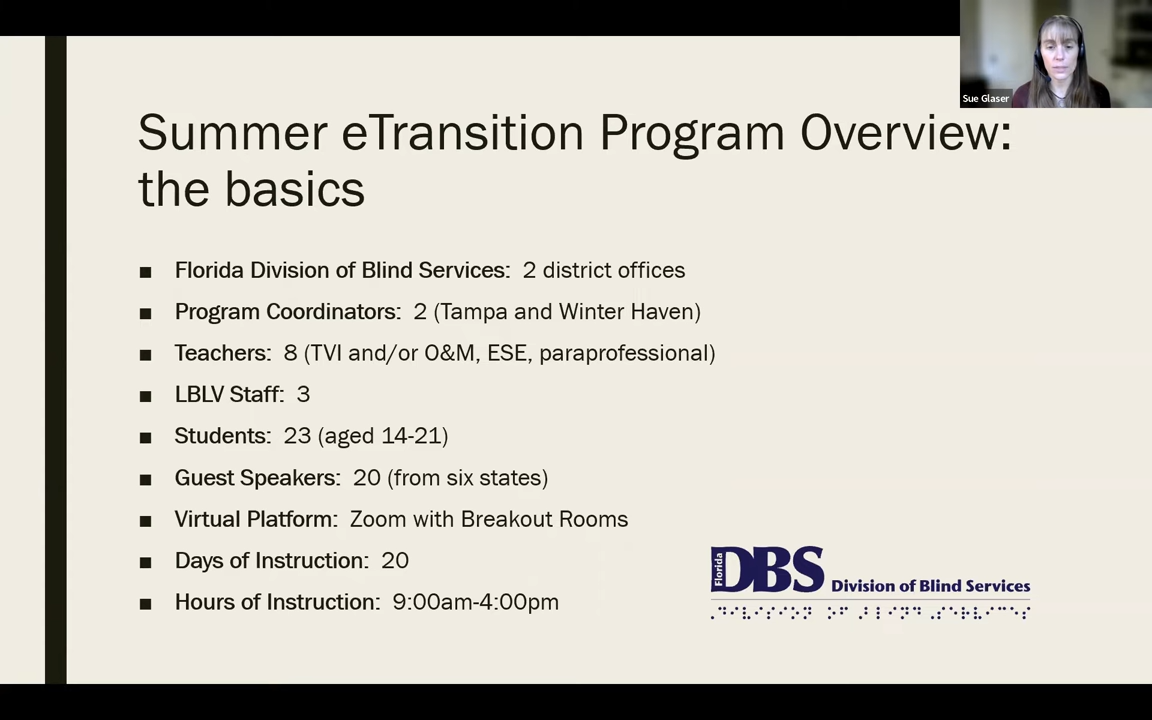 Sue Glaser
Summer eTransition Program Overview:
the basics
■ Florida Division of Blind Services: 2 district offices
■ Program Coordinators: 2 (Tampa and Winter Haven)
■ Teachers: 8 (TVI and/or O&M, ESE, paraprofessional)
■ LBLV Staff: 3
■ Students: 23 (aged 14-21)
■ Guest Speakers: 20 (from six states)
■ Virtual Platform: Zoom with Breakout Rooms
■ Days of Instruction: 20
■ Hours of Instruction: 9:00am-4:00pm
Florida DBS Division of Blind Services